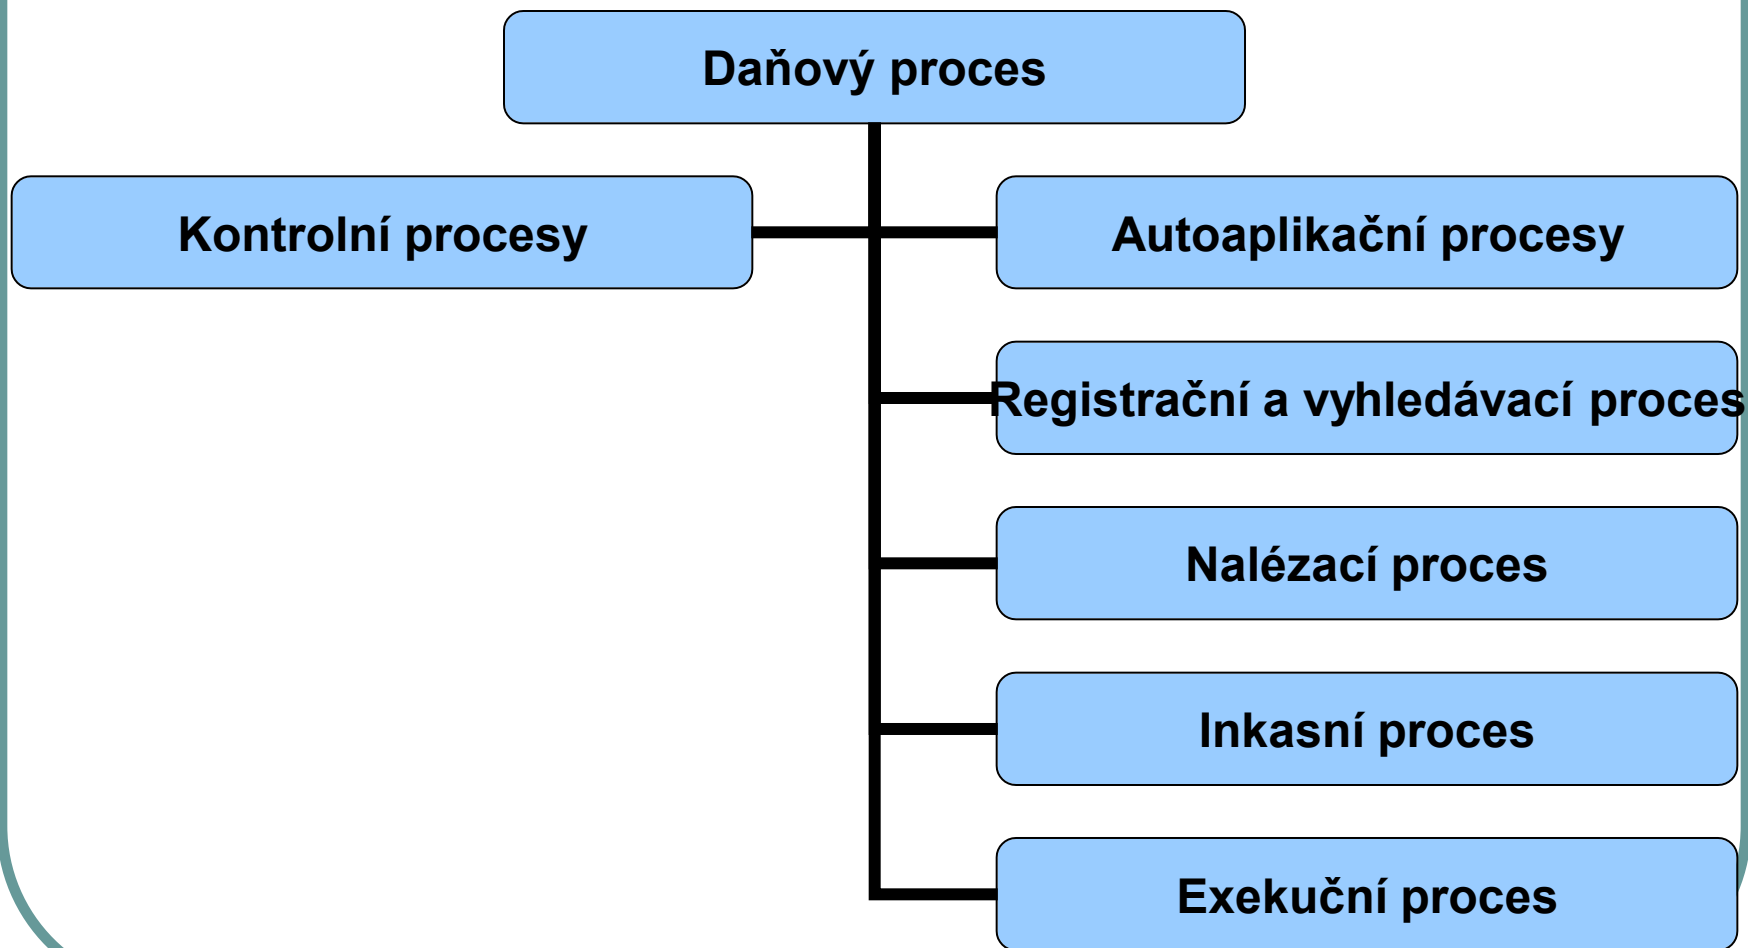 Daňový proces
Kontrolní procesy
Autoaplikační procesy
Registrační a vyhledávací proces
Nalézací proces
Inkasní proces
Exekuční proces